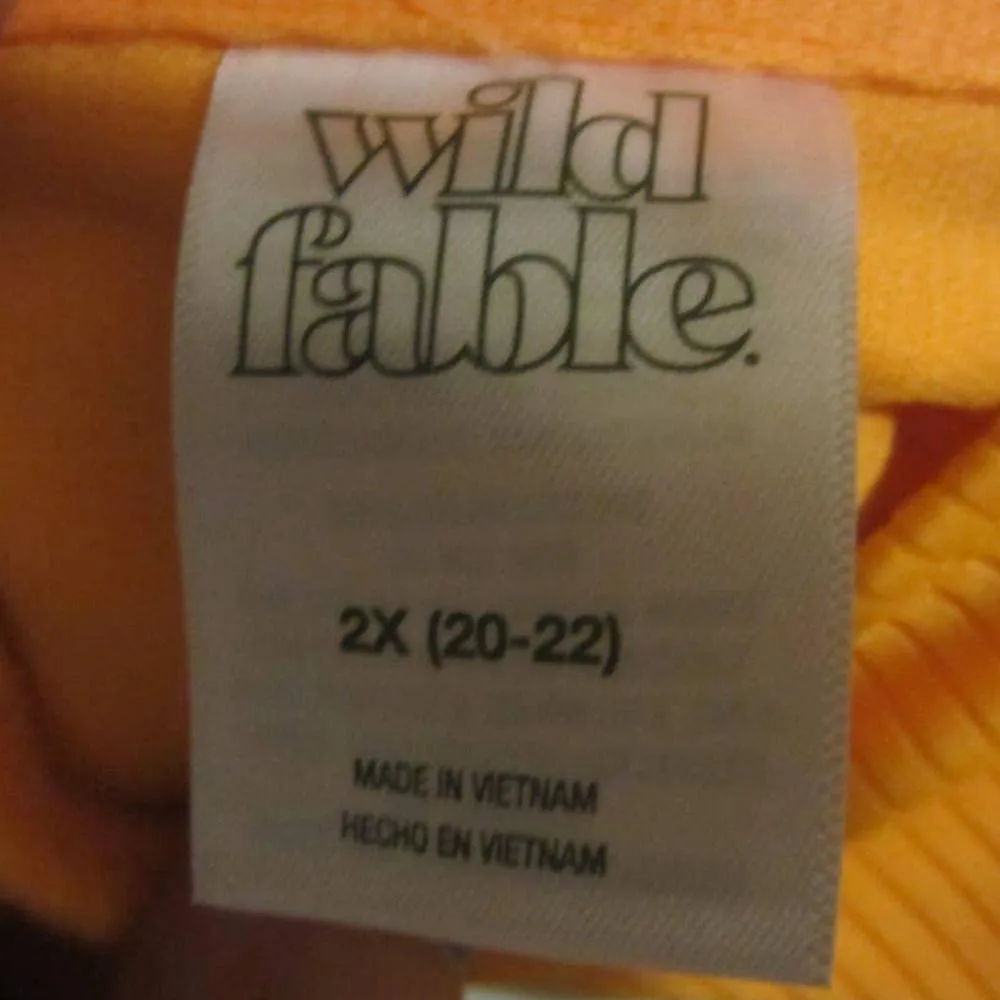 wild
fable.
2X (20-22)
MADE IN VIETNAM
HECHO EN VIETNAM